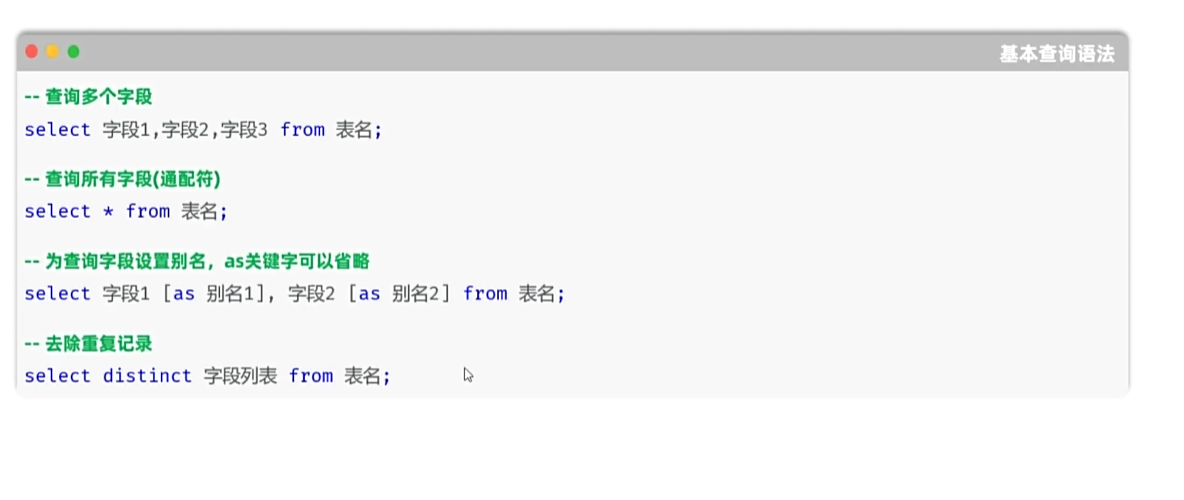 基本查询语法
-- 查询多个字段
select 字段1,字段2,字段3 from 表名;
-- 查询所有字段(通配符)
select * from 表名;
-- 为查询字段设置别名，as关键字可以省略
select 字段1 [as 别名1], 字段2 [as 别名2] from 表名;
-- 去除重复记录
select distinct 字段列表 from 表名;